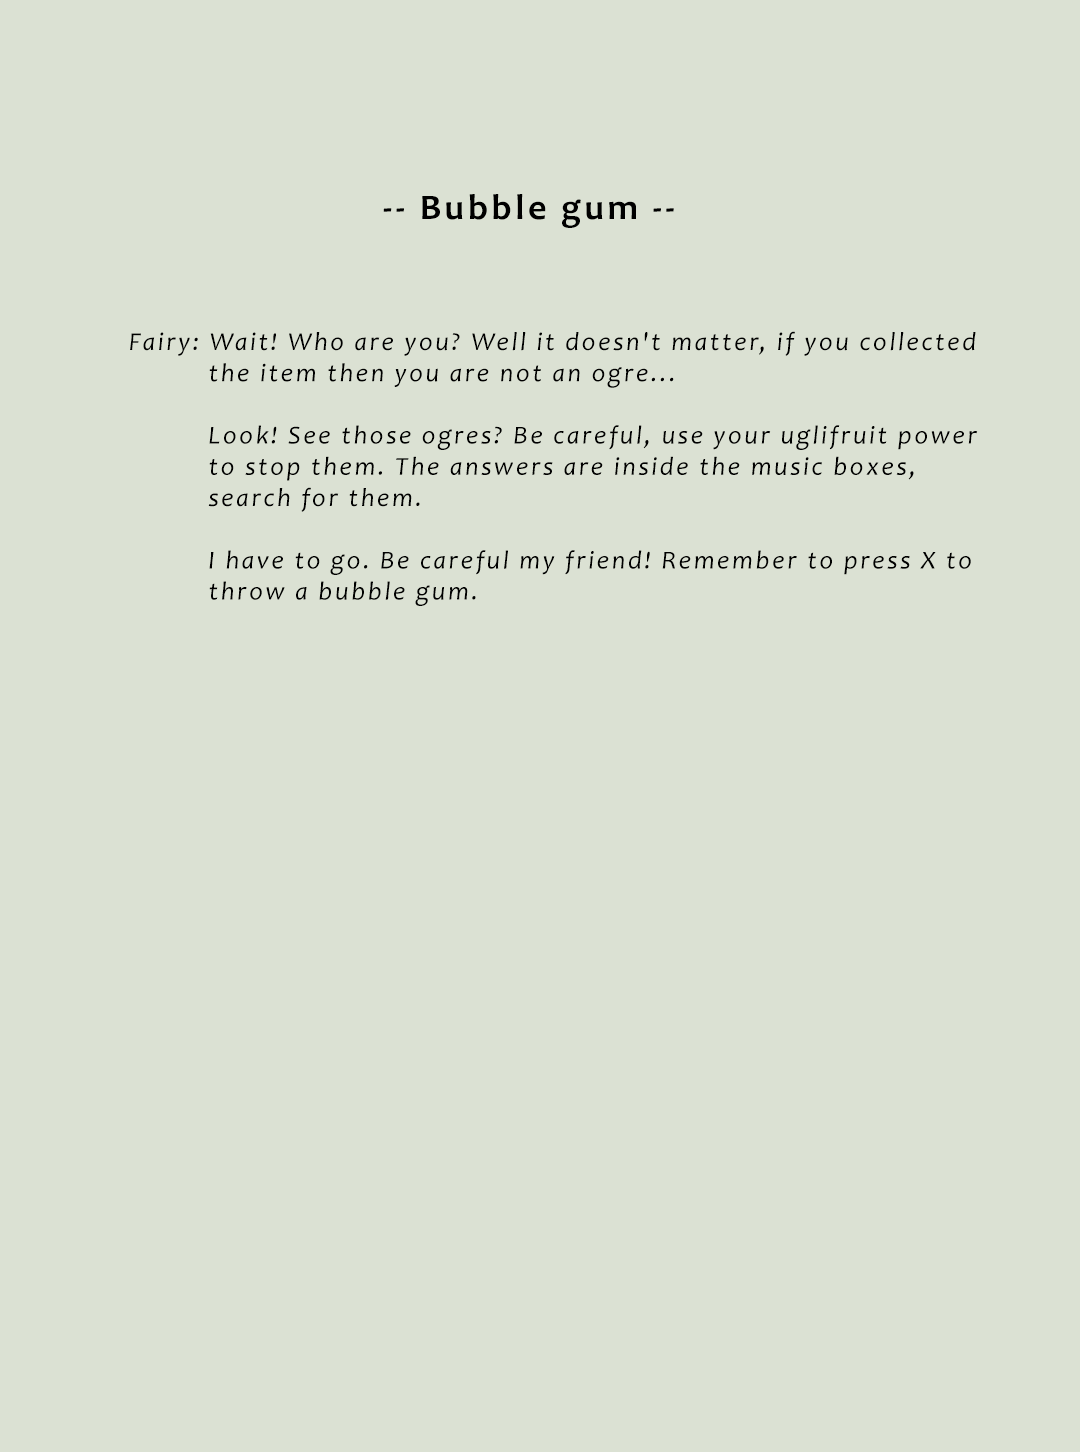 -- Bubble gum --
Fairy: Wait! Who are you? Well it doesn't matter, if you collected
the item then you are not an ogre...
Look! See those ogres? Be careful, use your uglifruit power
to stop them. The answers are inside the music boxes,
search for them.
I have to go. Be careful my friend! Remember to press X to
throw a bubble gum.